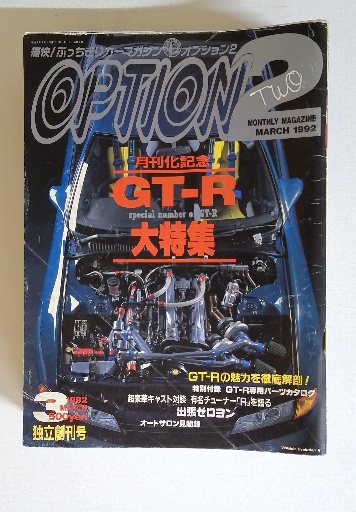 痛快!ぶっちぎりカーマガジン オプション2
OPTION2
TWO
MONTHLY MAGAZINE
MARCH 1992
月刊化記念
GT-R
special number of GT-R
大特集
GT-Rの魅力を徹底解剖!
特別付録 GT-R専用パーツカタログ
超豪華キャスト対談 有名チューナー「R」を語る
出張ゼロヨン
オートサロン見聞録
3 1992
独立創刊号